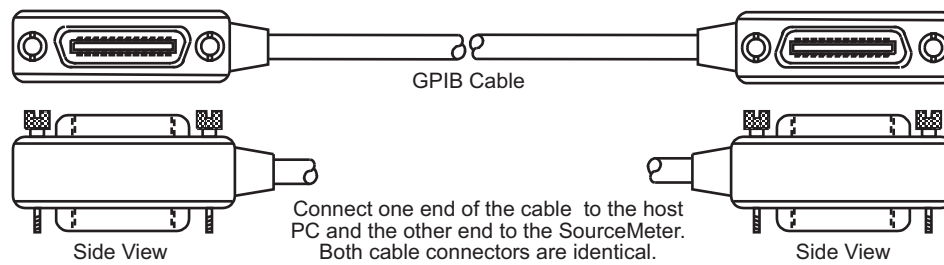 GPIB Cable
Connect one end of the cable to the host
PC and the other end to the SourceMeter.
Both cable connectors are identical.
Side View
Side View